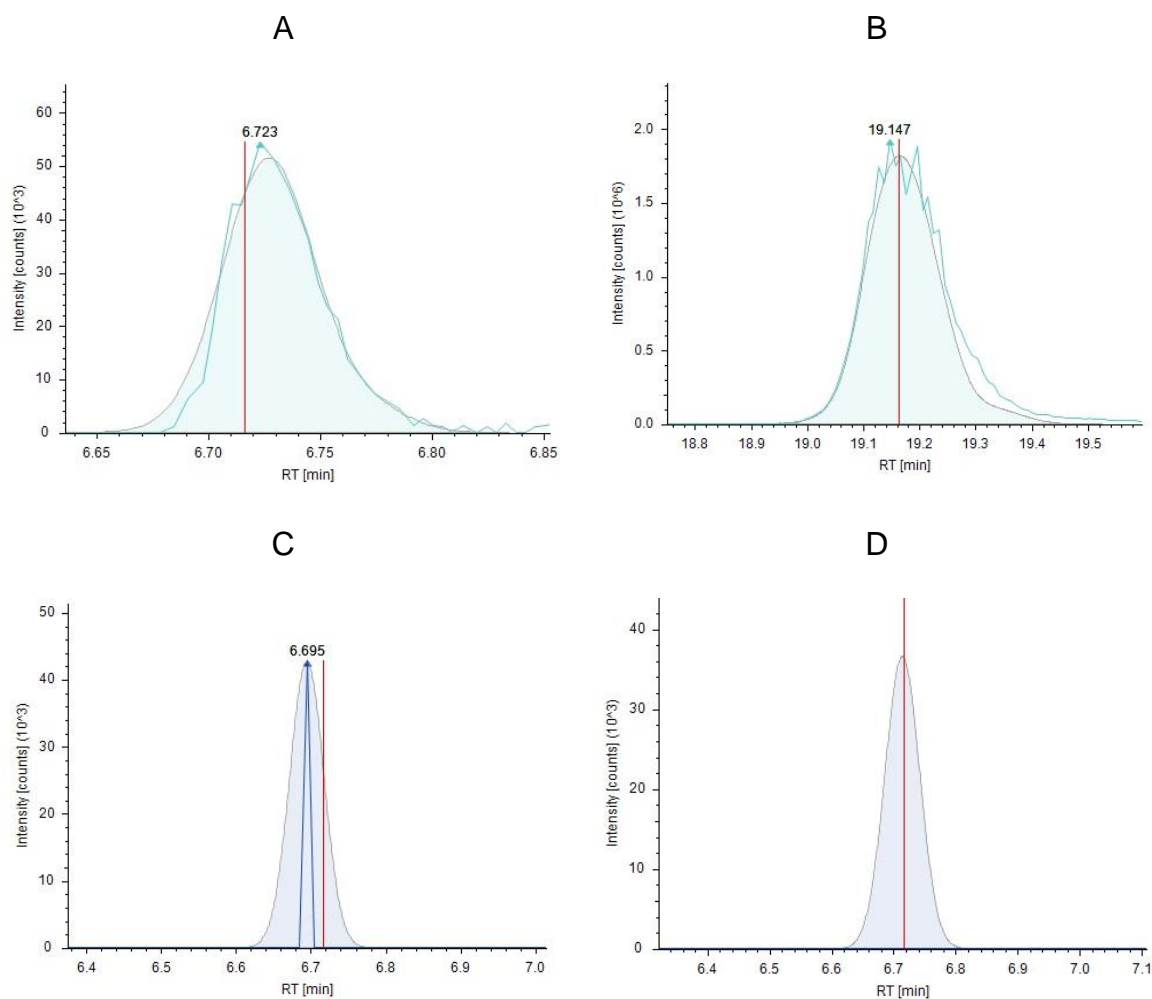 A
B
6.723
60
50
40
30
20
10
0
Intensity [counts] (10^3)
6.65 6.70 6.75 6.80 6.85
RT [min]
19.147
2.0
1.5
1.0
0.5
0.0
Intensity [counts] (10^6)
18.8 18.9 19.0 19.1 19.2 19.3 19.4 19.5
RT [min]
C
D
6.695
50
40
30
20
10
0
Intensity [counts] (10^3)
6.4 6.5 6.6 6.7 6.8 6.9 7.0
RT [min]
40
30
20
10
0
Intensity [counts] (10^3)
6.4 6.5 6.6 6.7 6.8 6.9 7.0 7.1
RT [min]